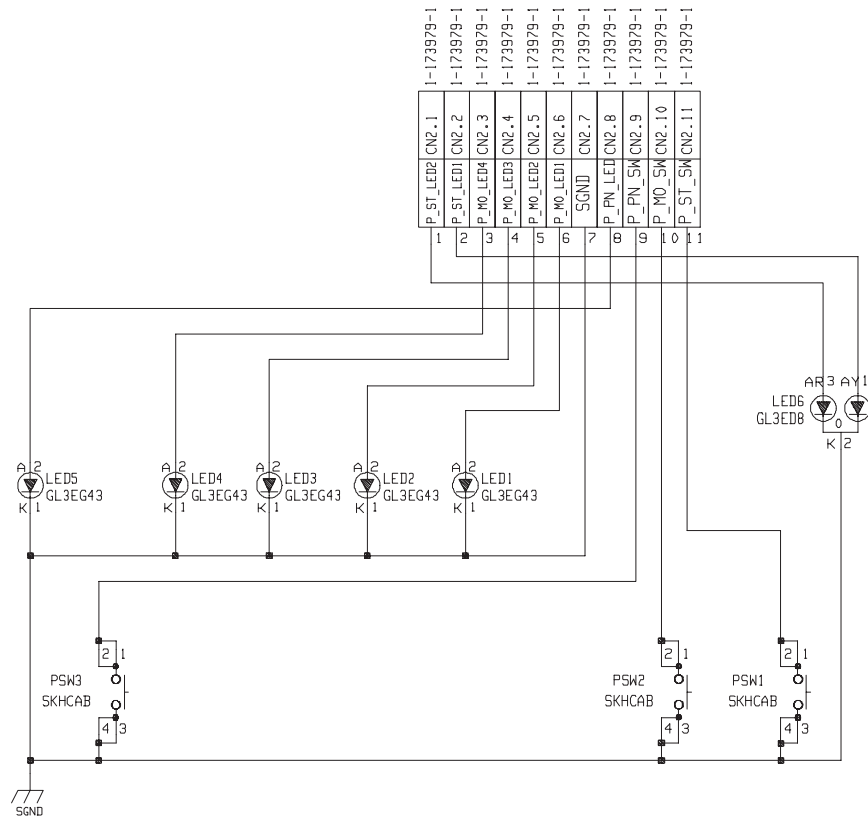 1-173979-1
1-173979-1
1-173979-1
1-173979-1
1-173979-1
1-173979-1
1-173979-1
1-173979-1
1-173979-1
1-173979-1
1-173979-1
CN2.1
CN2.2
CN2.3
CN2.4
CN2.5
CN2.6
CN2.7
CN2.8
CN2.9
CN2.10
CN2.11
P_ST_LED2
P_ST_LED1
P_MO_LED4
P_MO_LED3
P_MO_LED2
P_MO_LED1
SGND
P_PN_LED
P_PN_SW
P_MO_SW
P_ST_SW
1 2 3 4 5 6 7 8 9 10 11
AR 3 AY 1
LED6
GL3ED8
0
K 2
A 2
LED5
GL3EG43
K 1
A 2
LED4
GL3EG43
K 1
A 2
LED3
GL3EG43
K 1
A 2
LED2
GL3EG43
K 1
A 2
LED1
GL3EG43
K 1
2 1
PSW3
SKHCAB
4 3
2 1
PSW2
SKHCAB
4 3
2 1
PSW1
SKHCAB
4 3
SGND